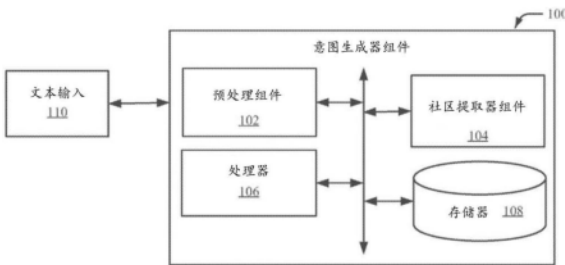 100
意图生成器组件
文本输入
110
预处理组件
102
社区提取器组件
104
处理器
106
存储器 108